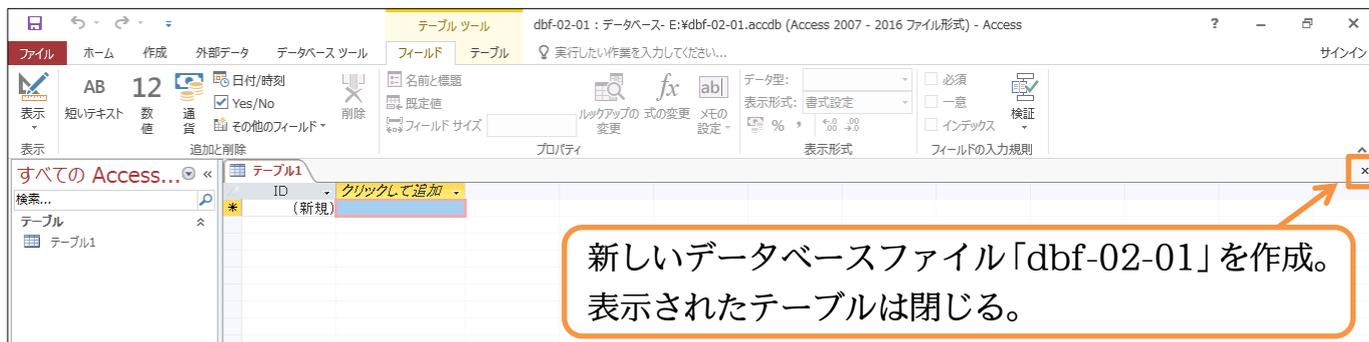 テーブル ツール
dbf-02-01 : データベース- E:¥dbf-02-01.accdb (Access 2007 - 2016 ファイル形式) - Access
? – ×
ファイル ホーム 作成 外部データ データベース ツール フィールド テーブル 実行したい作業を入力してください... サインイン
表示
AB 短いテキスト
12 数値
通貨
日付/時刻
Yes/No
その他のフィールド
削除
名前と標題
既定値
フィールド サイズ
ルックアップの変更
fx 式の変更
ab| メモの設定
データ型:
表示形式: 書式設定
% , ←.0 .00 .00 →.0
必須
一意
インデックス
検証
表示 追加と削除 プロパティ 表示形式 フィールドの入力規則
すべての Access... «
検索...
テーブル
テーブル1
テーブル1 ×
ID クリックして追加
* (新規)
新しいデータベースファイル「dbf-02-01」を作成。
表示されたテーブルは閉じる。